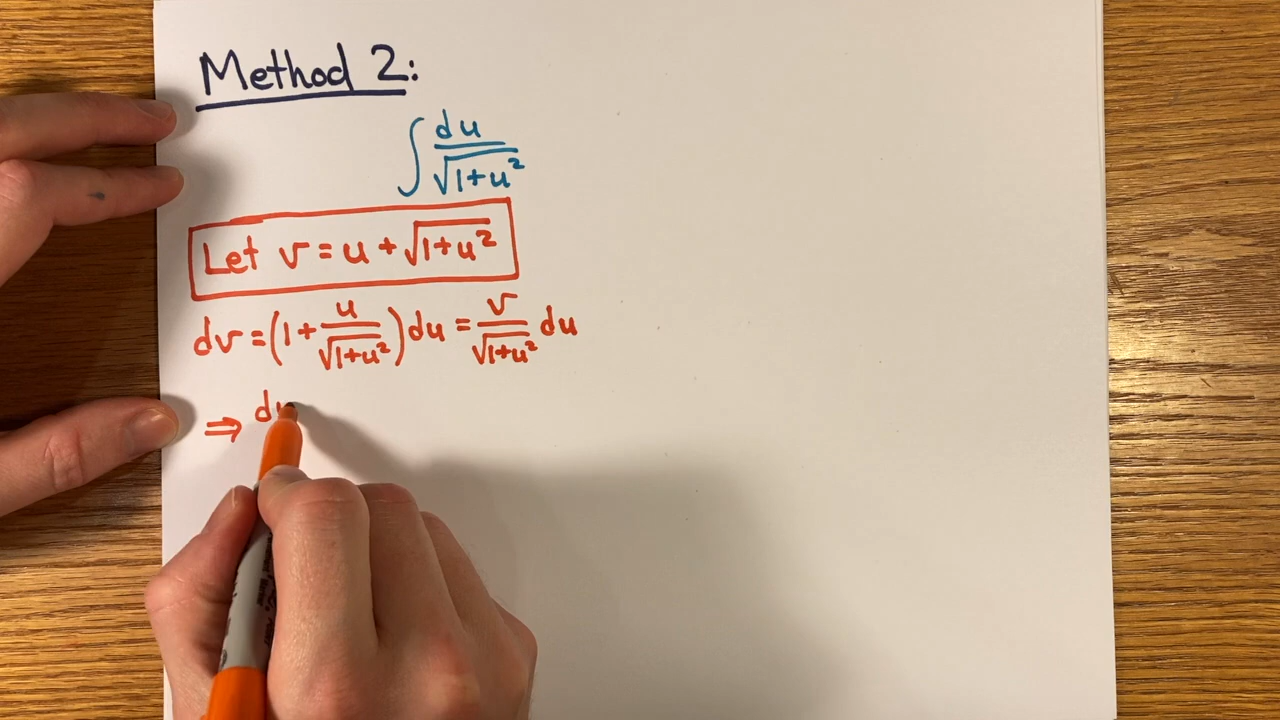 Method 2:
∫ du/√(1+u²)
Let v = u + √(1+u²)
dv = (1 + u/√(1+u²)) du = v/√(1+u²) du
⇒ d